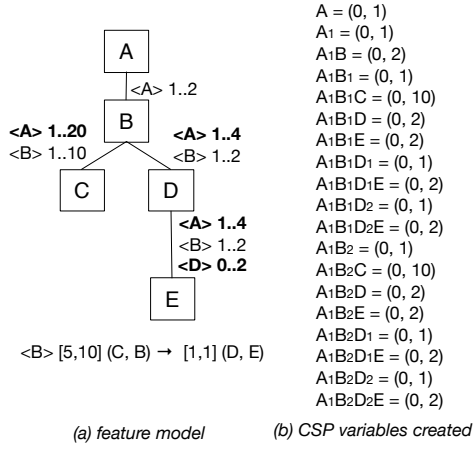 A
<A> 1..2
B
<A> 1..20
<B> 1..10
<A> 1..4
<B> 1..2
C
D
<A> 1..4
<B> 1..2
<D> 0..2
E
<B> [5,10] (C, B) → [1,1] (D, E)
(a) feature model
A = (0, 1)
A1 = (0, 1)
A1B = (0, 2)
A1B1 = (0, 1)
A1B1C = (0, 10)
A1B1D = (0, 2)
A1B1E = (0, 2)
A1B1D1 = (0, 1)
A1B1D1E = (0, 2)
A1B1D2 = (0, 1)
A1B1D2E = (0, 2)
A1B2 = (0, 1)
A1B2C = (0, 10)
A1B2D = (0, 2)
A1B2E = (0, 2)
A1B2D1 = (0, 1)
A1B2D1E = (0, 2)
A1B2D2 = (0, 1)
A1B2D2E = (0, 2)
(b) CSP variables created